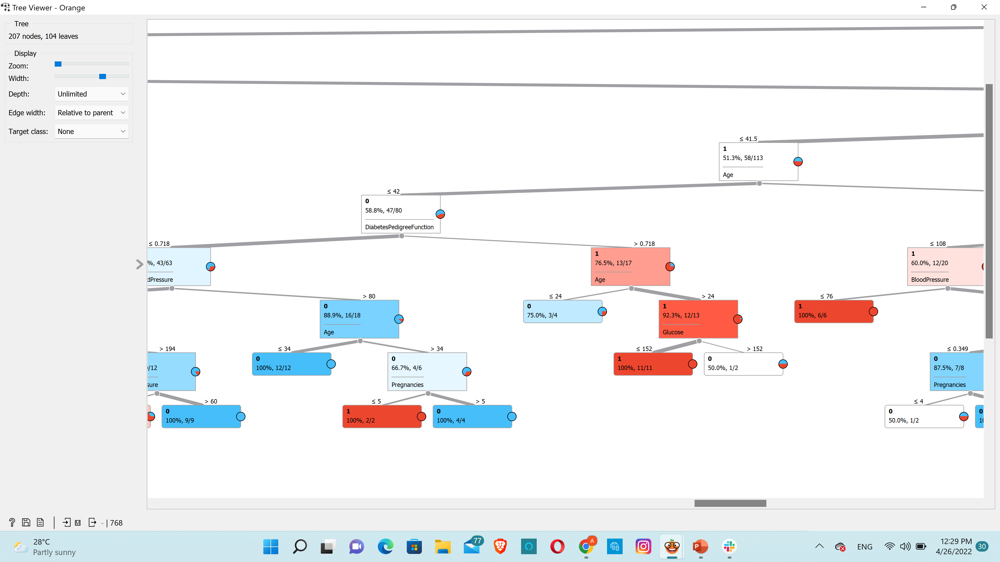 Tree Viewer - Orange
Tree
207 nodes, 104 leaves
Display
Zoom:
Width:
Depth: Unlimited
Edge width: Relative to parent
Target class: None
≤ 41.5
1
51.3%, 58/113
Age
≤ 42
0
58.8%, 47/80
DiabetesPedigreeFunction
≤ 0.718
%, 43/63
dPressure
> 0.718
1
76.5%, 13/17
Age
≤ 108
1
60.0%, 12/20
BloodPressure
> 80
0
88.9%, 16/18
Age
≤ 24
0
75.0%, 3/4
> 24
1
92.3%, 12/13
Glucose
≤ 76
1
100%, 6/6
> 194
/12
sure
≤ 34
0
100%, 12/12
> 34
0
66.7%, 4/6
Pregnancies
≤ 152
1
100%, 11/11
> 152
0
50.0%, 1/2
≤ 0.349
0
87.5%, 7/8
Pregnancies
> 60
0
100%, 9/9
≤ 5
1
100%, 2/2
> 5
0
100%, 4/4
≤ 4
0
50.0%, 1/2
0
10
? M - | 768
28°C
Partly sunny
77
A
P
ENG
12:29 PM
4/26/2022
30